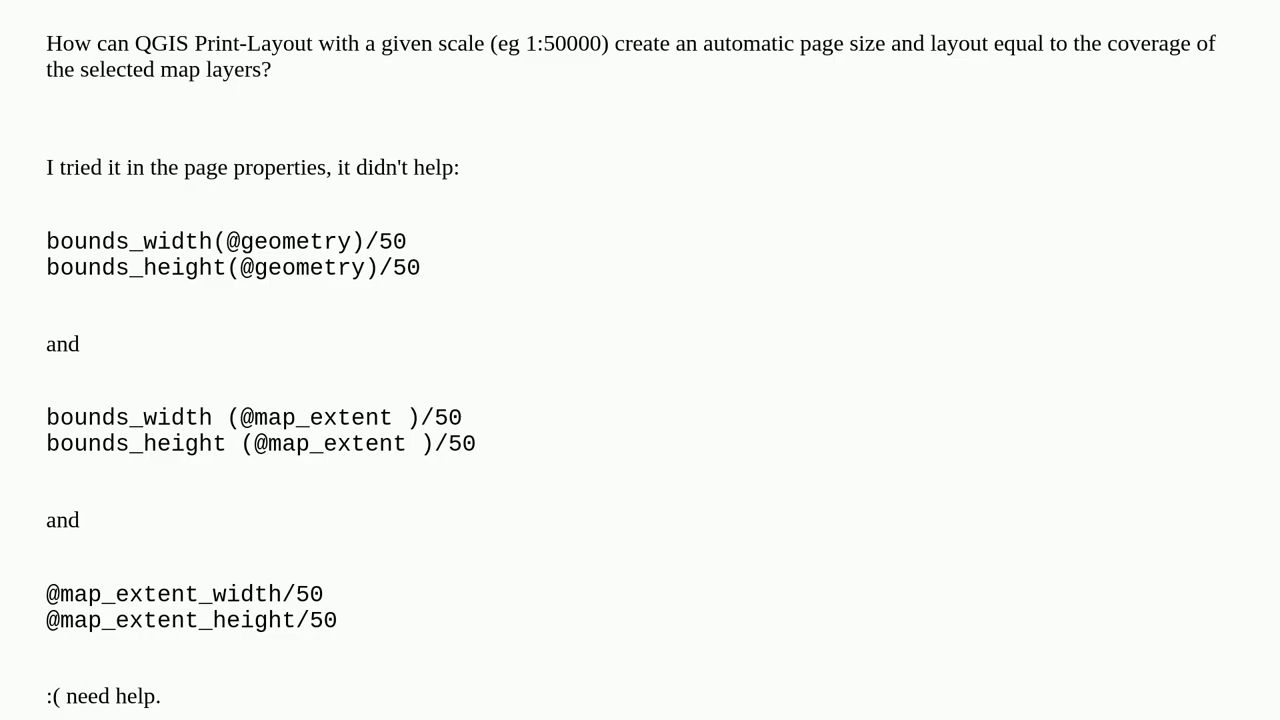 How can QGIS Print-Layout with a given scale (eg 1:50000) create an automatic page size and layout equal to the coverage of
the selected map layers?
I tried it in the page properties, it didn't help:
bounds_width(@geometry)/50
bounds_height(@geometry)/50
and
bounds_width (@map_extent )/50
bounds_height (@map_extent )/50
and
@map_extent_width/50
@map_extent_height/50
:( need help.